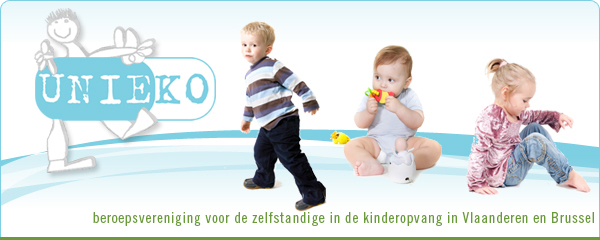 UNIEKO
beroepsvereniging voor de zelfstandige in de kinderopvang in Vlaanderen en Brussel